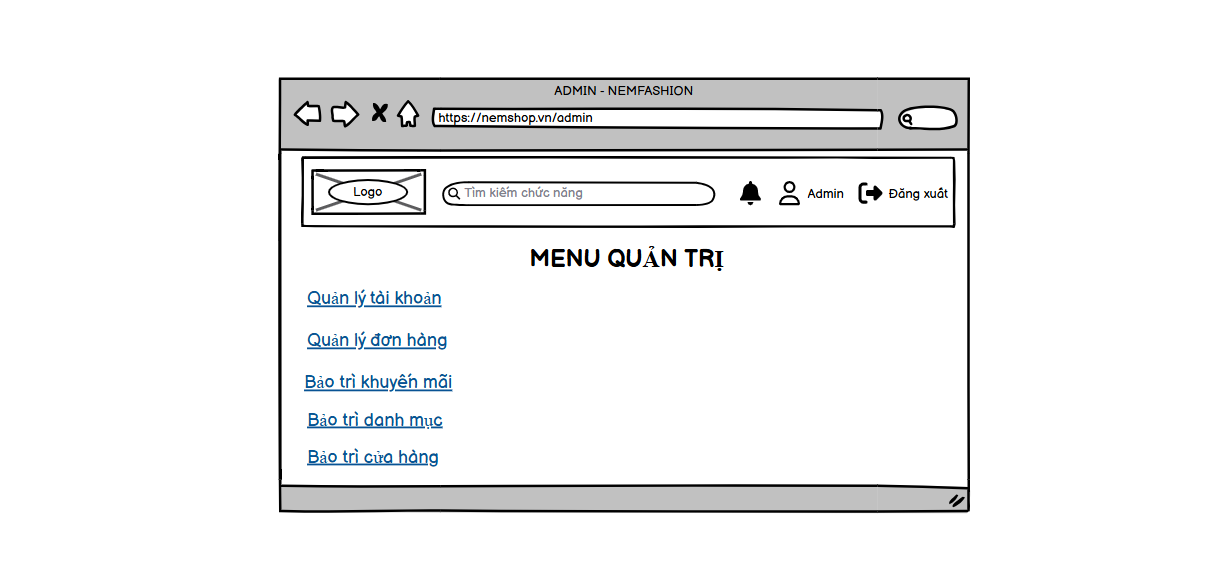 ADMIN - NEMFASHION
https://nemshop.vn/admin
Logo
Tìm kiếm chức năng
Admin
Đăng xuất
MENU QUẢN TRỊ
Quản lý tài khoản
Quản lý đơn hàng
Bảo trì khuyến mãi
Bảo trì danh mục
Bảo trì cửa hàng